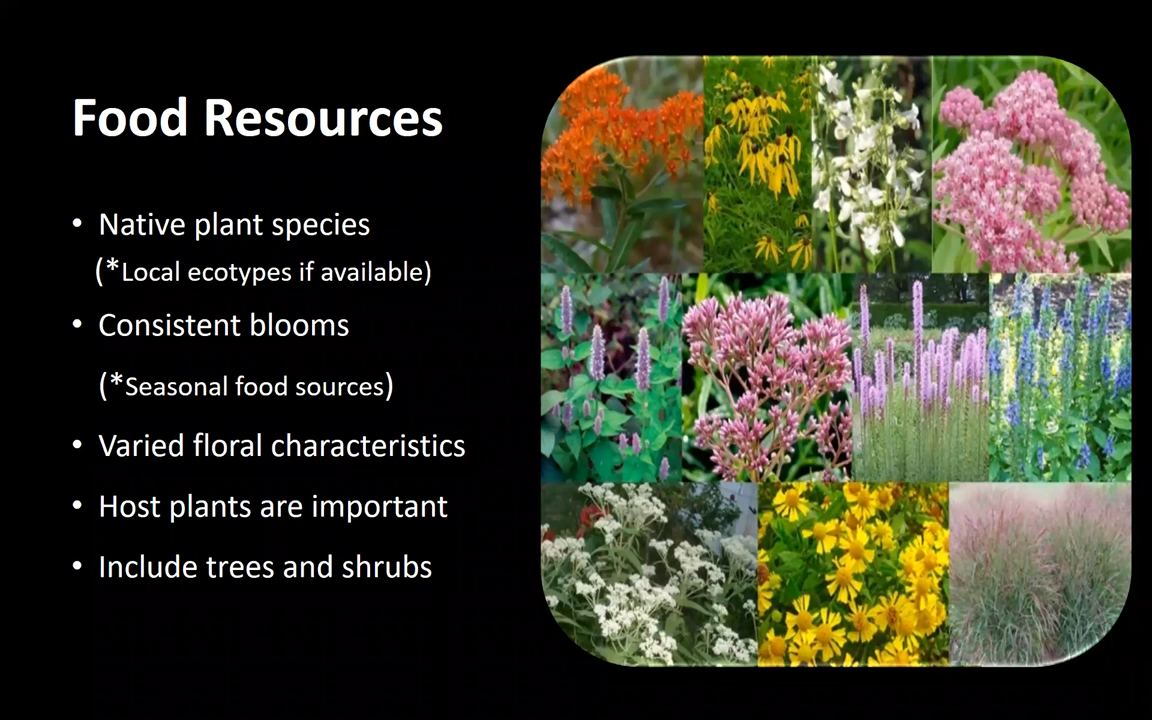 Food Resources
• Native plant species
(*Local ecotypes if available)
• Consistent blooms
(*Seasonal food sources)
• Varied floral characteristics
• Host plants are important
• Include trees and shrubs